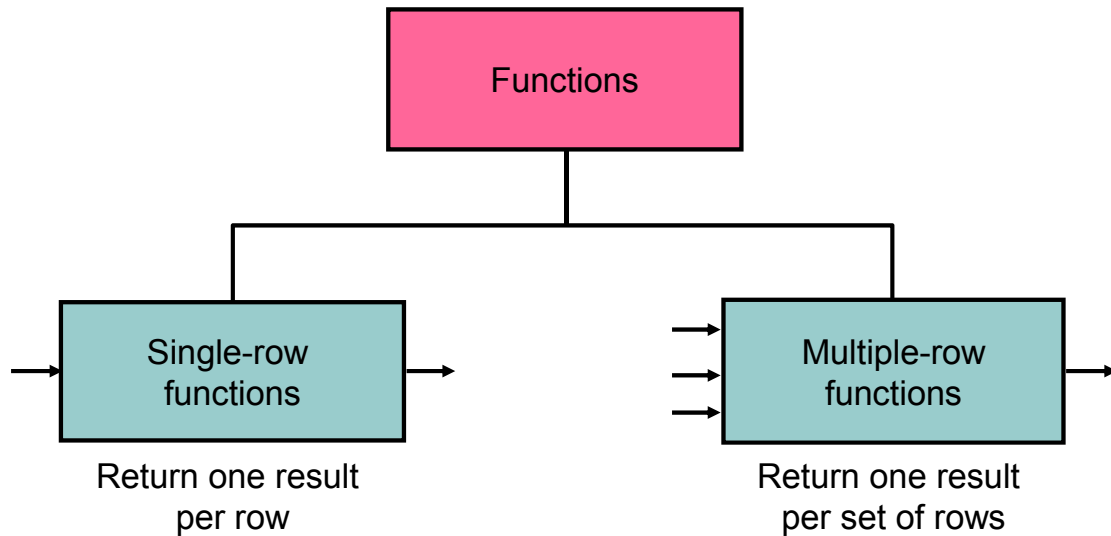 Functions
Single-row
functions
Multiple-row
functions
Return one result
per row
Return one result
per set of rows